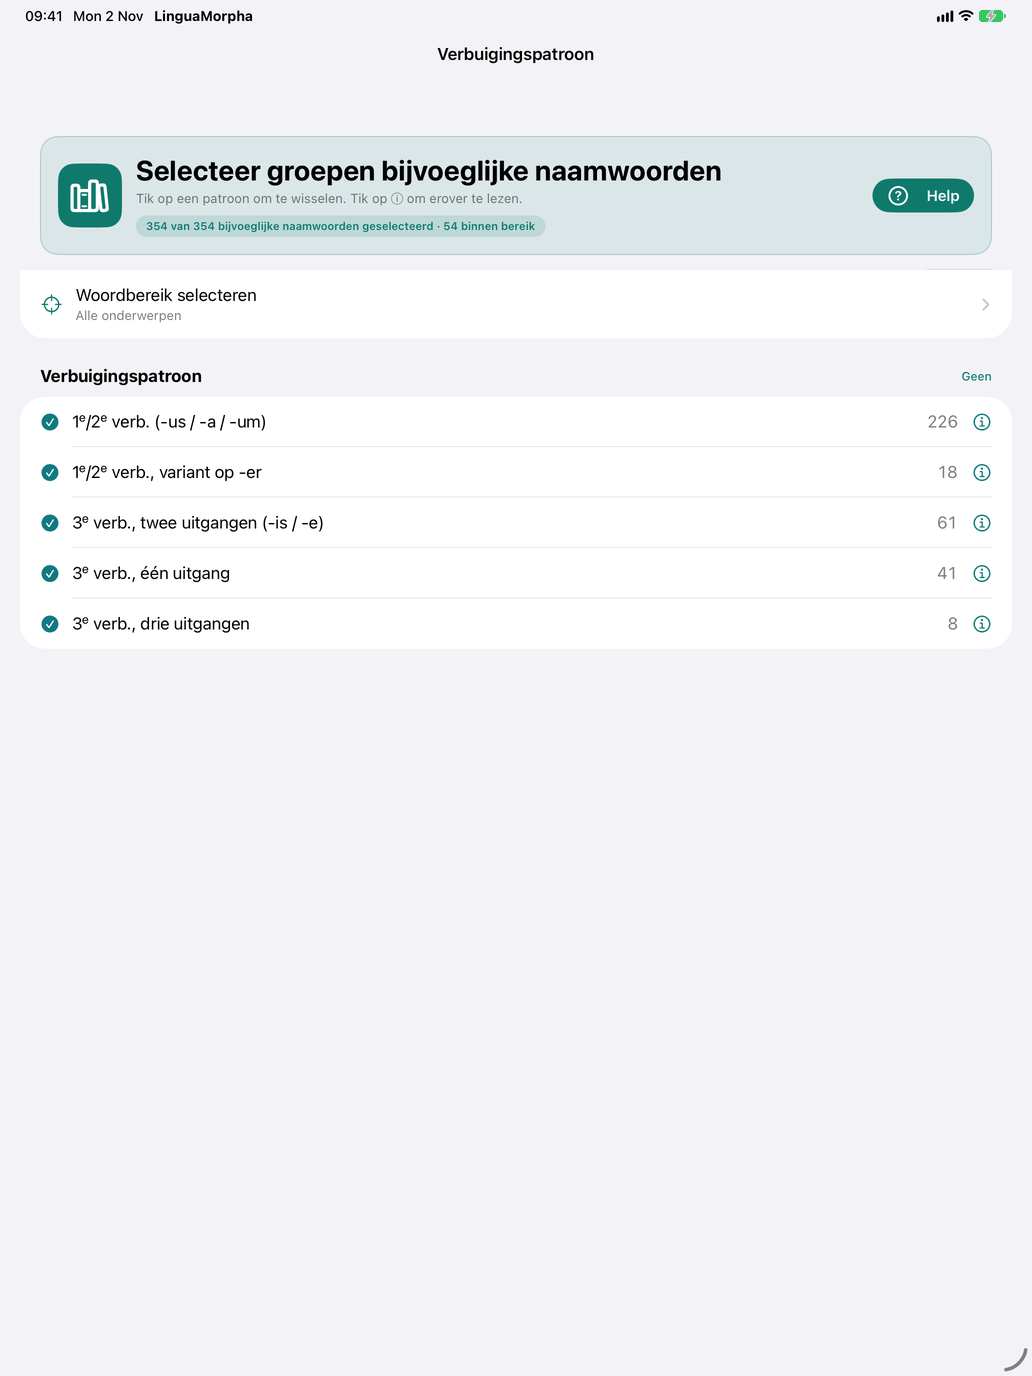 09:41 Mon 2 Nov LinguaMorpha
Verbuigingspatroon
Selecteer groepen bijvoeglijke naamwoorden
Tik op een patroon om te wisselen. Tik op ⓘ om erover te lezen.
354 van 354 bijvoeglijke naamwoorden geselecteerd · 54 binnen bereik
? Help
Woordbereik selecteren
Alle onderwerpen
Verbuigingspatroon Geen
1ᵉ/2ᵉ verb. (-us / -a / -um) 226
1ᵉ/2ᵉ verb., variant op -er 18
3ᵉ verb., twee uitgangen (-is / -e) 61
3ᵉ verb., één uitgang 41
3ᵉ verb., drie uitgangen 8